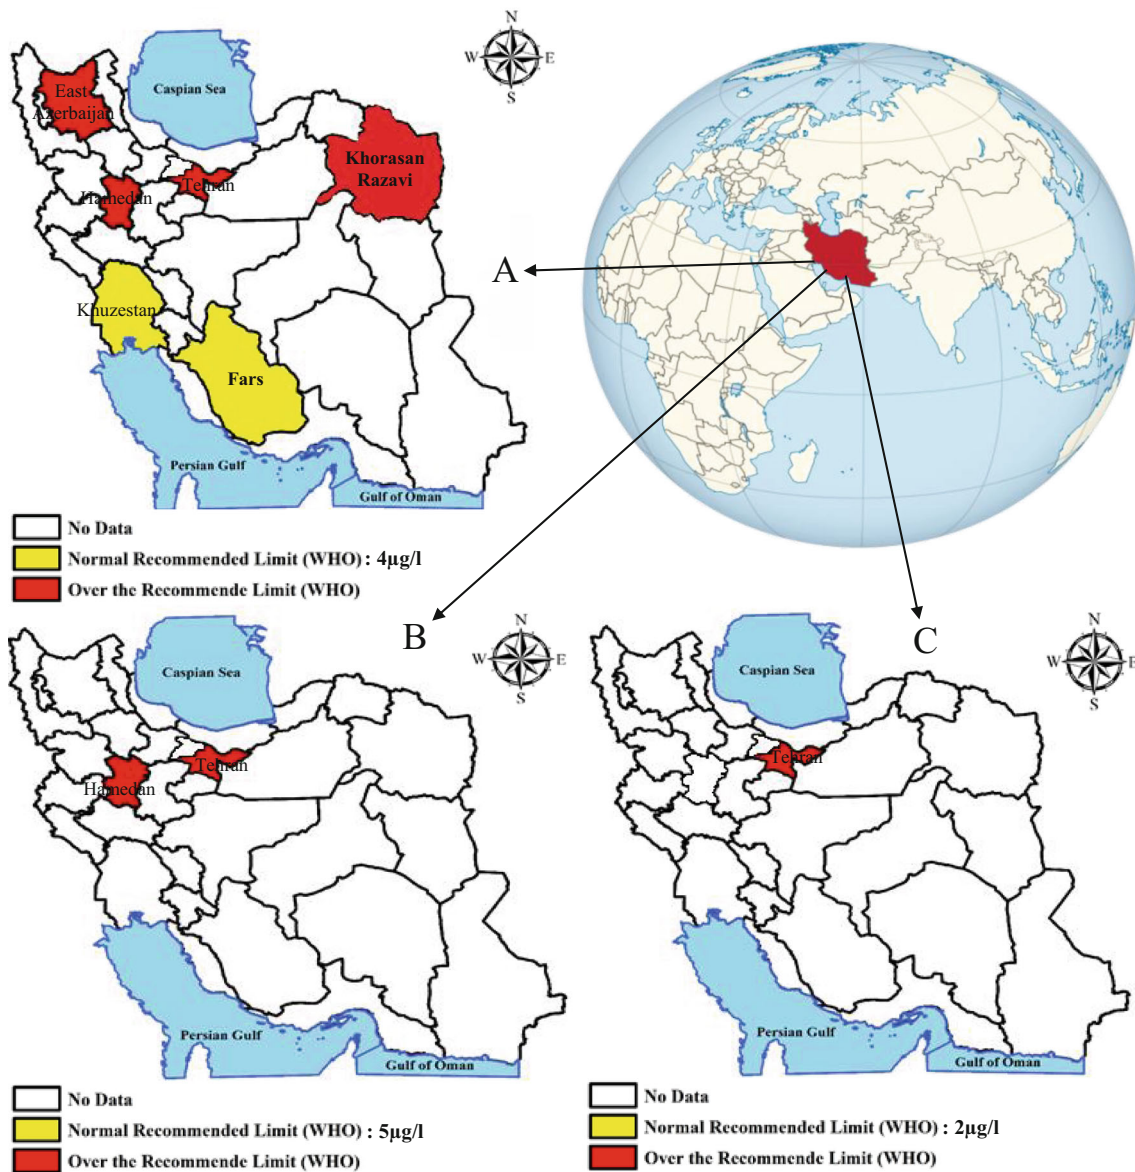 N
W
E
S
Caspian Sea
East
Azerbaijan
Khorasan
Razavi
Tehran
Hamedan
Khuzestan
Fars
Persian Gulf
Gulf of Oman
No Data
Normal Recommended Limit (WHO) : 4µg/l
Over the Recommende Limit (WHO)
A
B
C
N
W
E
S
Caspian Sea
Tehran
Hamedan
Persian Gulf
Gulf of Oman
No Data
Normal Recommended Limit (WHO) : 5µg/l
Over the Recommende Limit (WHO)
N
W
E
S
Caspian Sea
Tehran
Persian Gulf
Gulf of Oman
No Data
Normal Recommended Limit (WHO) : 2µg/l
Over the Recommende Limit (WHO)